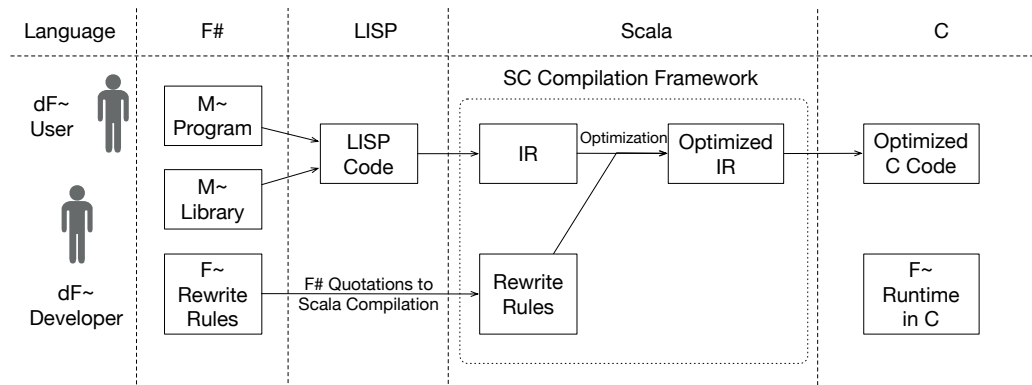 Language
F#
LISP
Scala
C
SC Compilation Framework
dF~
User
M~
Program
LISP
Code
IR
Optimization
Optimized
IR
Optimized
C Code
M~
Library
dF~
Developer
F~
Rewrite
Rules
F# Quotations to
Scala Compilation
Rewrite
Rules
F~
Runtime
in C